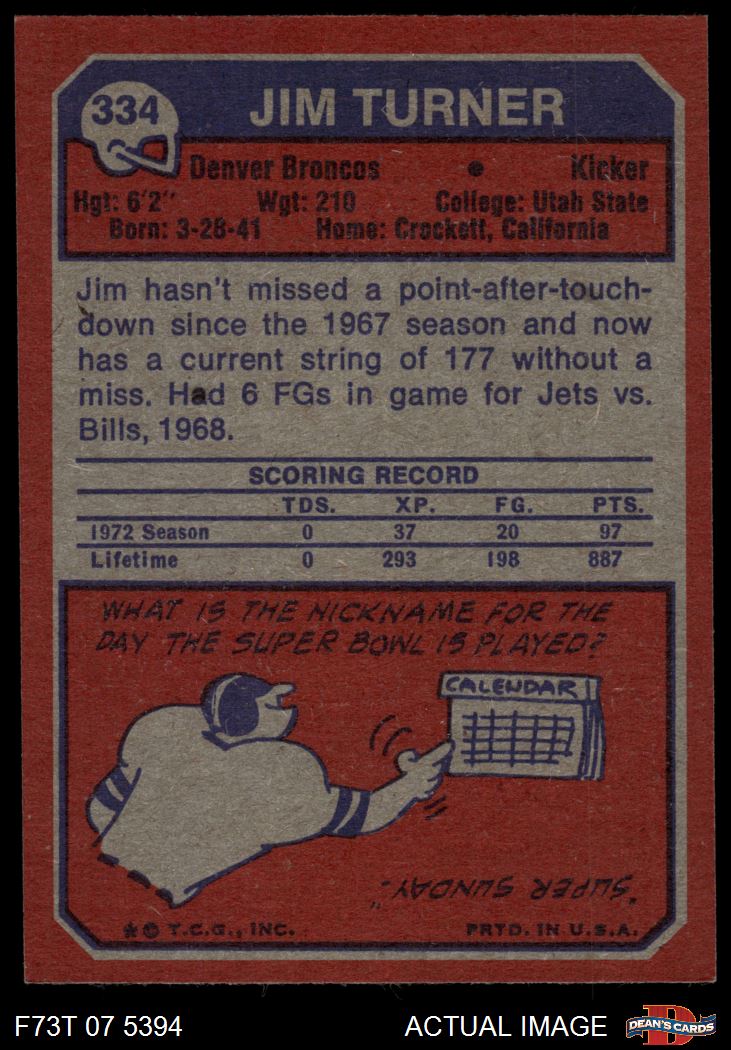 334
JIM TURNER
Denver Broncos • Kicker
Hgt: 6'2" Wgt: 210 College: Utah State
Born: 3-28-41 Home: Crockett, California
Jim hasn't missed a point-after-touch-
down since the 1967 season and now
has a current string of 177 without a
miss. Had 6 FGs in game for Jets vs.
Bills, 1968.
SCORING RECORD
TDS. XP. FG. PTS.
1972 Season 0 37 20 97
Lifetime 0 293 198 887
WHAT IS THE NICKNAME FOR THE
DAY THE SUPER BOWL IS PLAYED?
CALENDAR
"SUPER SUNDAY."
* © T.C.G., INC. PRTD. IN U.S.A.
F73T 07 5394 ACTUAL IMAGE DEAN'S CARDS